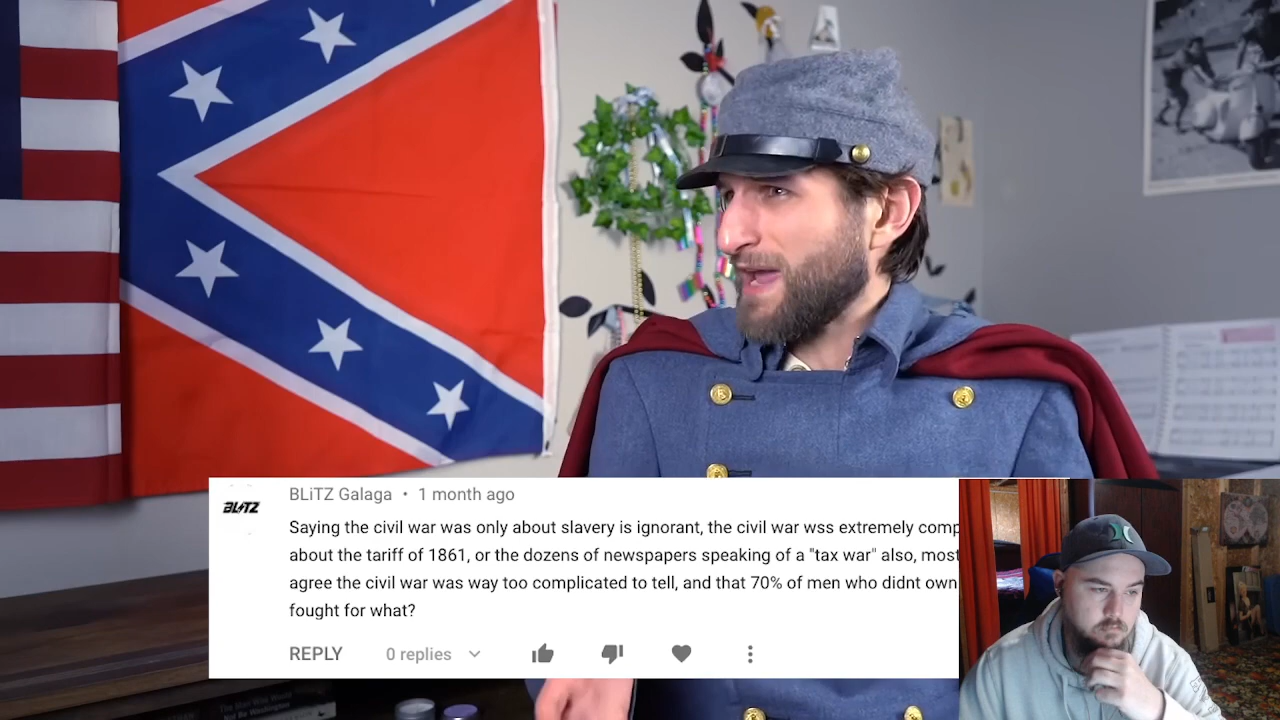 BLiTZ Galaga • 1 month ago
BLiTZ
Saying the civil war was only about slavery is ignorant, the civil war wss extremely comp
about the tariff of 1861, or the dozens of newspapers speaking of a "tax war" also, most
agree the civil war was way too complicated to tell, and that 70% of men who didnt own
fought for what?
REPLY 0 replies